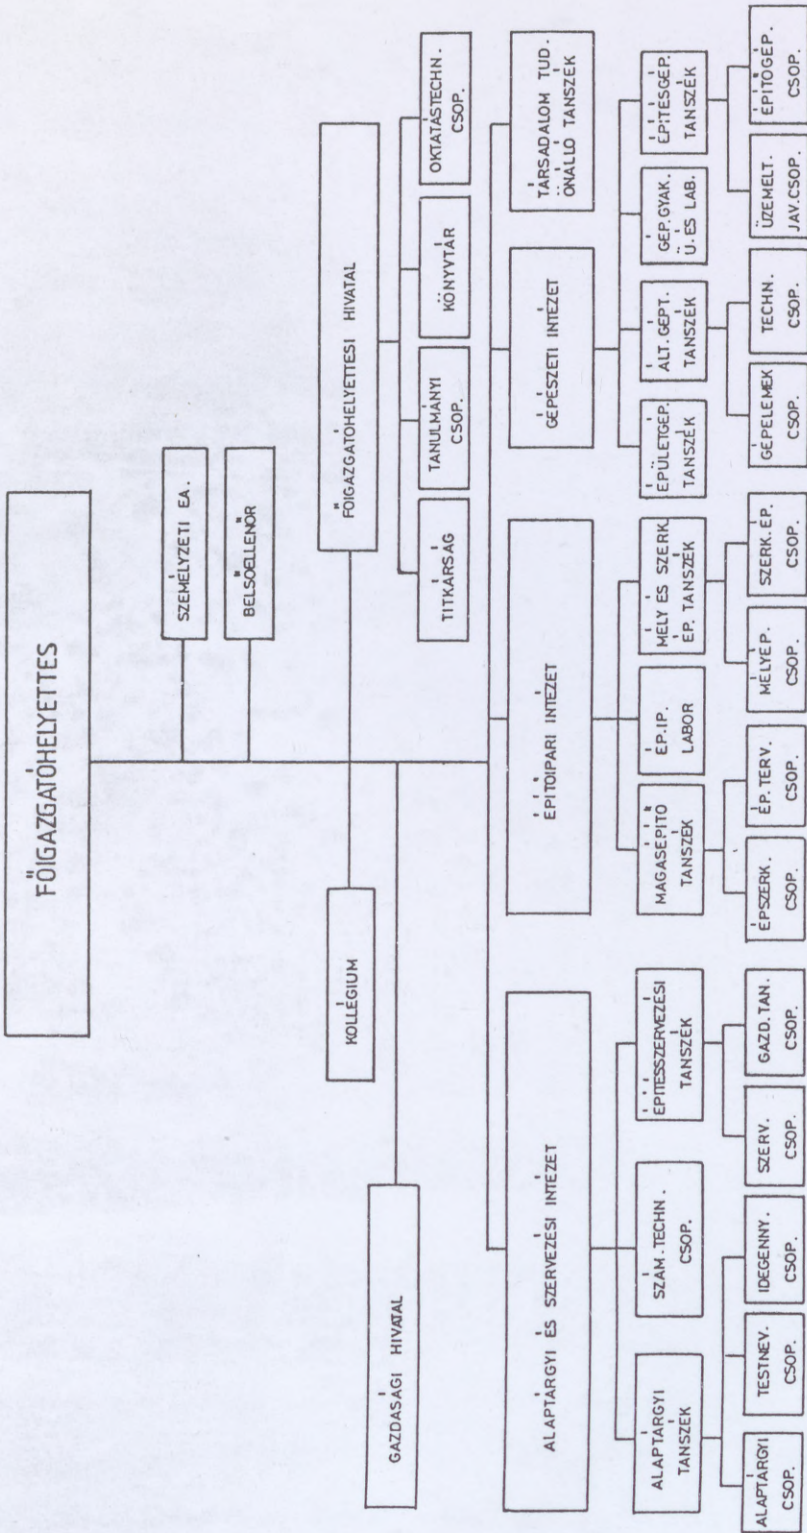 FŐIGAZGATÓHELYETTES
SZEMÉLYZETI EA.
BELSŐELLENŐR
KOLLÉGIUM
FŐIGAZGATÓHELYETTESI HIVATAL
GAZDASÁGI HIVATAL
TITKÁRSÁG
TANULMÁNYI
CSOP.
KÖNYVTÁR
OKTATÁSTECHN.
CSOP.
ALAPTÁRGYI ÉS SZERVEZÉSI INTÉZET
ÉPÍTŐIPARI INTÉZET
GÉPÉSZETI INTÉZET
TÁRSADALOM TUD.
ÖNÁLLÓ TANSZÉK
ALAPTÁRGYI
TANSZÉK
SZÁM.TECHN.
CSOP.
ÉPÍTÉSSZERVEZÉSI
TANSZÉK
MAGASÉPÍTŐ
TANSZÉK
ÉP.IP.
LABOR
MÉLY ÉS SZERK.
ÉP. TANSZÉK
ÉPÜLETGÉP.
TANSZÉK
ÁLT.GÉPT.
TANSZÉK
GÉP.GYAK.
Ü. ÉS LAB.
ÉPÍTÉSGÉP.
TANSZÉK
ALAPTÁRGYI
CSOP.
TESTNEV.
CSOP.
IDEGENNY.
CSOP.
SZERV.
CSOP.
GAZD.TAN.
CSOP.
ÉPSZERK.
CSOP.
ÉP.TERV.
CSOP.
MÉLYÉP.
CSOP.
SZERK.ÉP.
CSOP.
GÉPELEMEK
CSOP.
TECHN.
CSOP.
ÜZEMELT.
JAV.CSOP.
ÉPÍTŐGÉP.
CSOP.